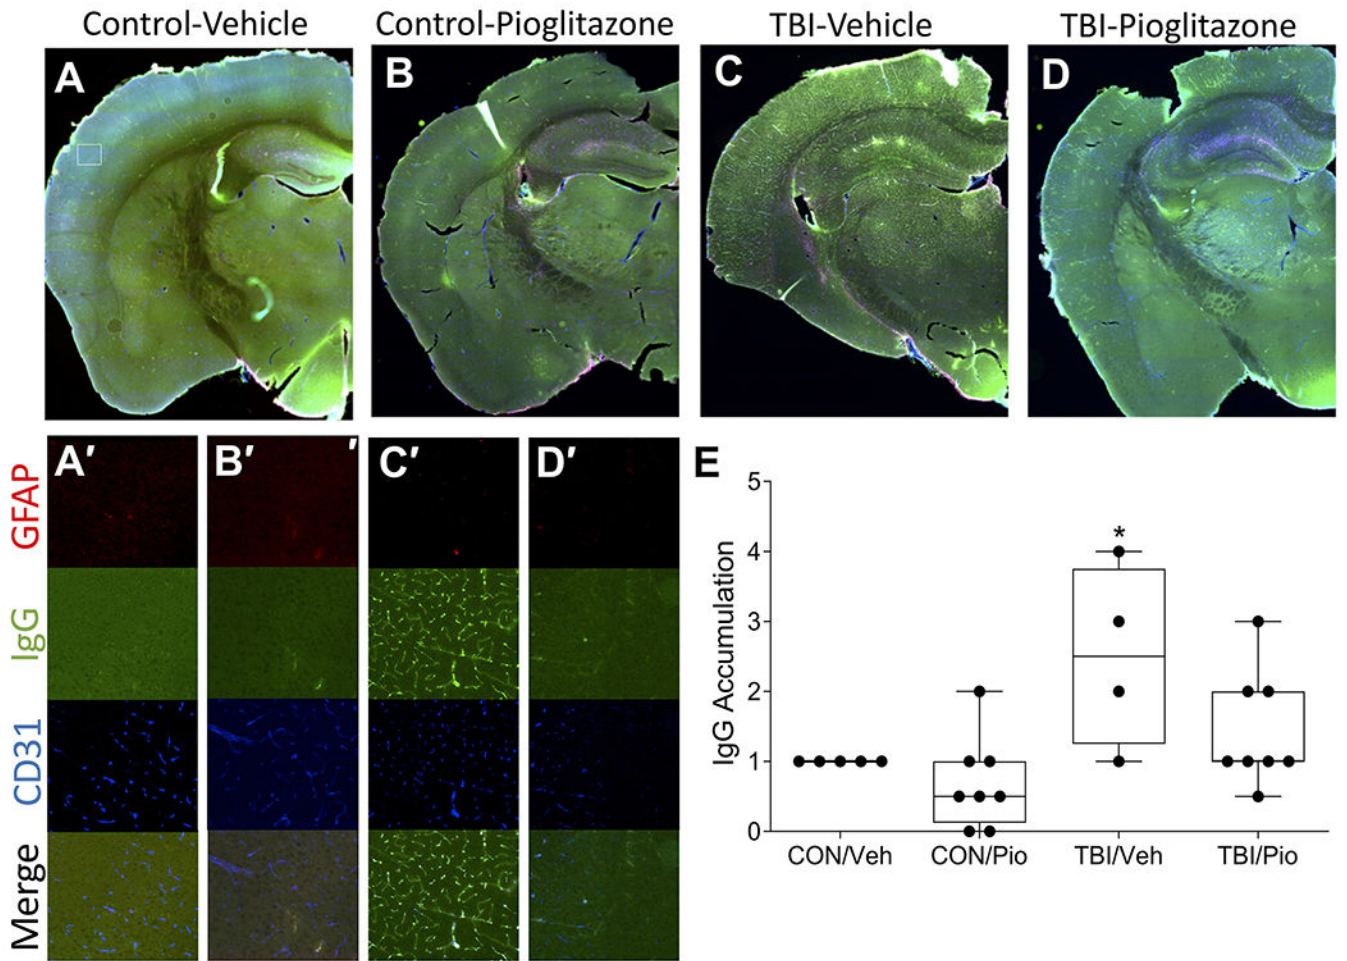 Control-Vehicle
Control-Pioglitazone
TBI-Vehicle
TBI-Pioglitazone
A
B
C
D
A′
B′
′
C′
D′
GFAP
IgG
CD31
Merge
E
IgG Accumulation
5
4
3
2
1
0
*
CON/Veh
CON/Pio
TBI/Veh
TBI/Pio